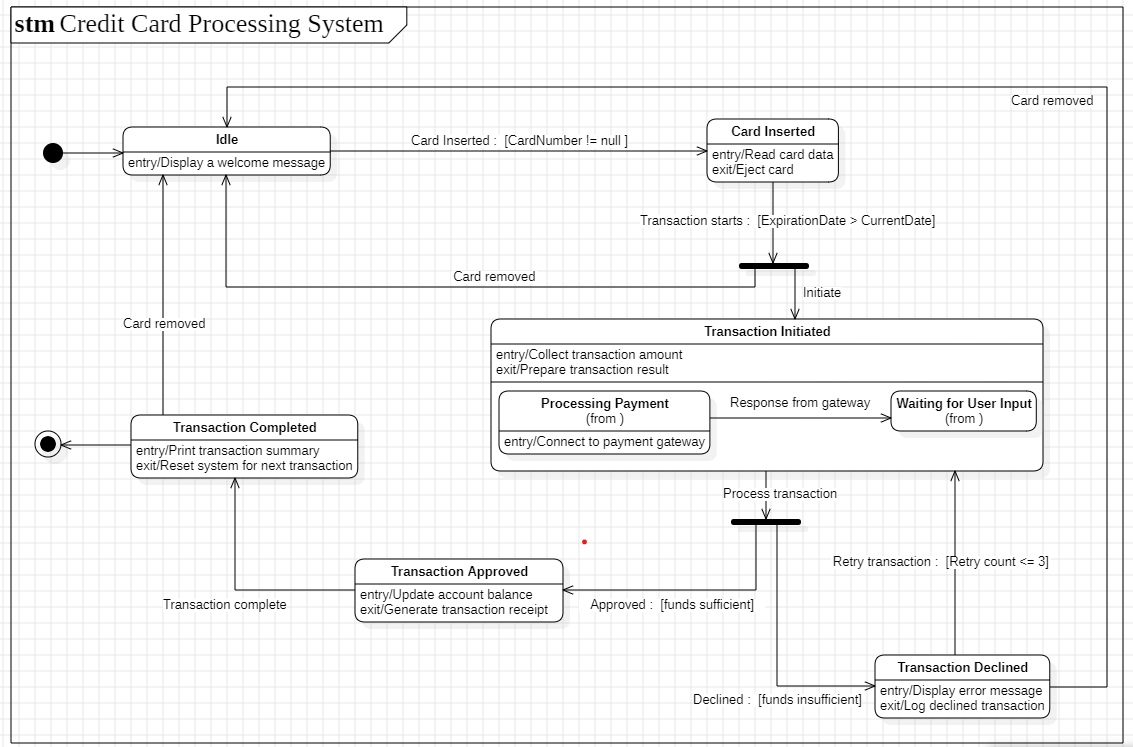 stm Credit Card Processing System
Card removed
Idle
entry/Display a welcome message
Card Inserted : [CardNumber != null ]
Card Inserted
entry/Read card data
exit/Eject card
Transaction starts : [ExpirationDate > CurrentDate]
Card removed
Initiate
Card removed
Transaction Initiated
entry/Collect transaction amount
exit/Prepare transaction result
Processing Payment
(from )
entry/Connect to payment gateway
Response from gateway
Waiting for User Input
(from )
Transaction Completed
entry/Print transaction summary
exit/Reset system for next transaction
Process transaction
Retry transaction : [Retry count <= 3]
Transaction Approved
entry/Update account balance
exit/Generate transaction receipt
Transaction complete
Approved : [funds sufficient]
Transaction Declined
entry/Display error message
exit/Log declined transaction
Declined : [funds insufficient]